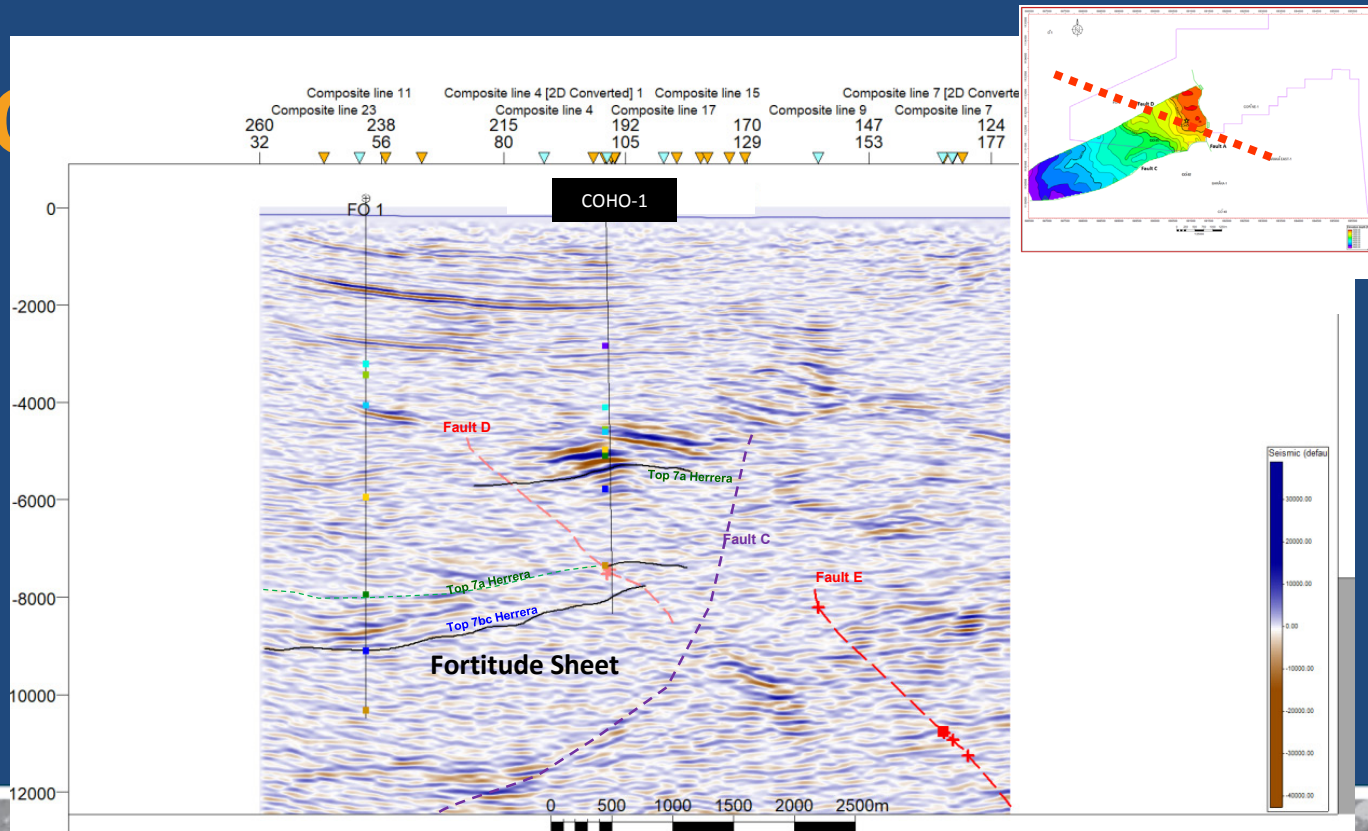 Composite line 11 Composite line 4 [2D Converted] 1 Composite line 15 Composite line 7 [2D Converte
Composite line 23 Composite line 4 Composite line 17 Composite line 9 Composite line 7
260 238 215 192 170 147 124
32 56 80 105 129 153 177
COHO-1
FO 1
0
-2000
-4000
-6000
-8000
10000
12000
Fault D
Top 7a Herrera
Fault C
Fault E
Top 7a Herrera
Top 7bc Herrera
Fortitude Sheet
0 500 1000 1500 2000 2500m
Seismic (defau
30000.00
20000.00
10000.00
0.00
-10000.00
-20000.00
-30000.00
-40000.00
Fault D
Fault A
Fault C